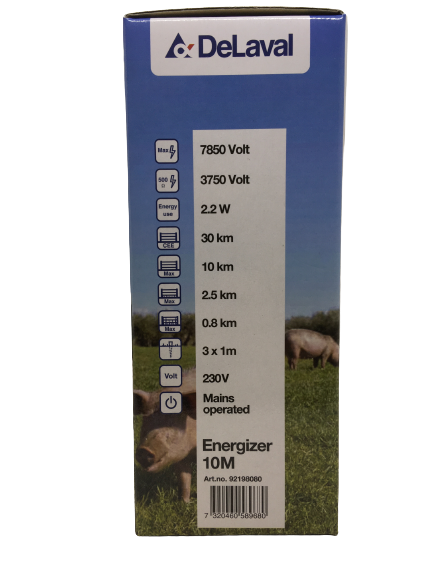 DeLaval
Max 7850 Volt
500 Ω 3750 Volt
Energy use 2.2 W
CEE 30 km
Max 10 km
Max 2.5 km
Max 0.8 km
3 x 1m
Volt 230V
Mains
operated
Energizer
10M
Art.no. 92198080
7 320460 589680